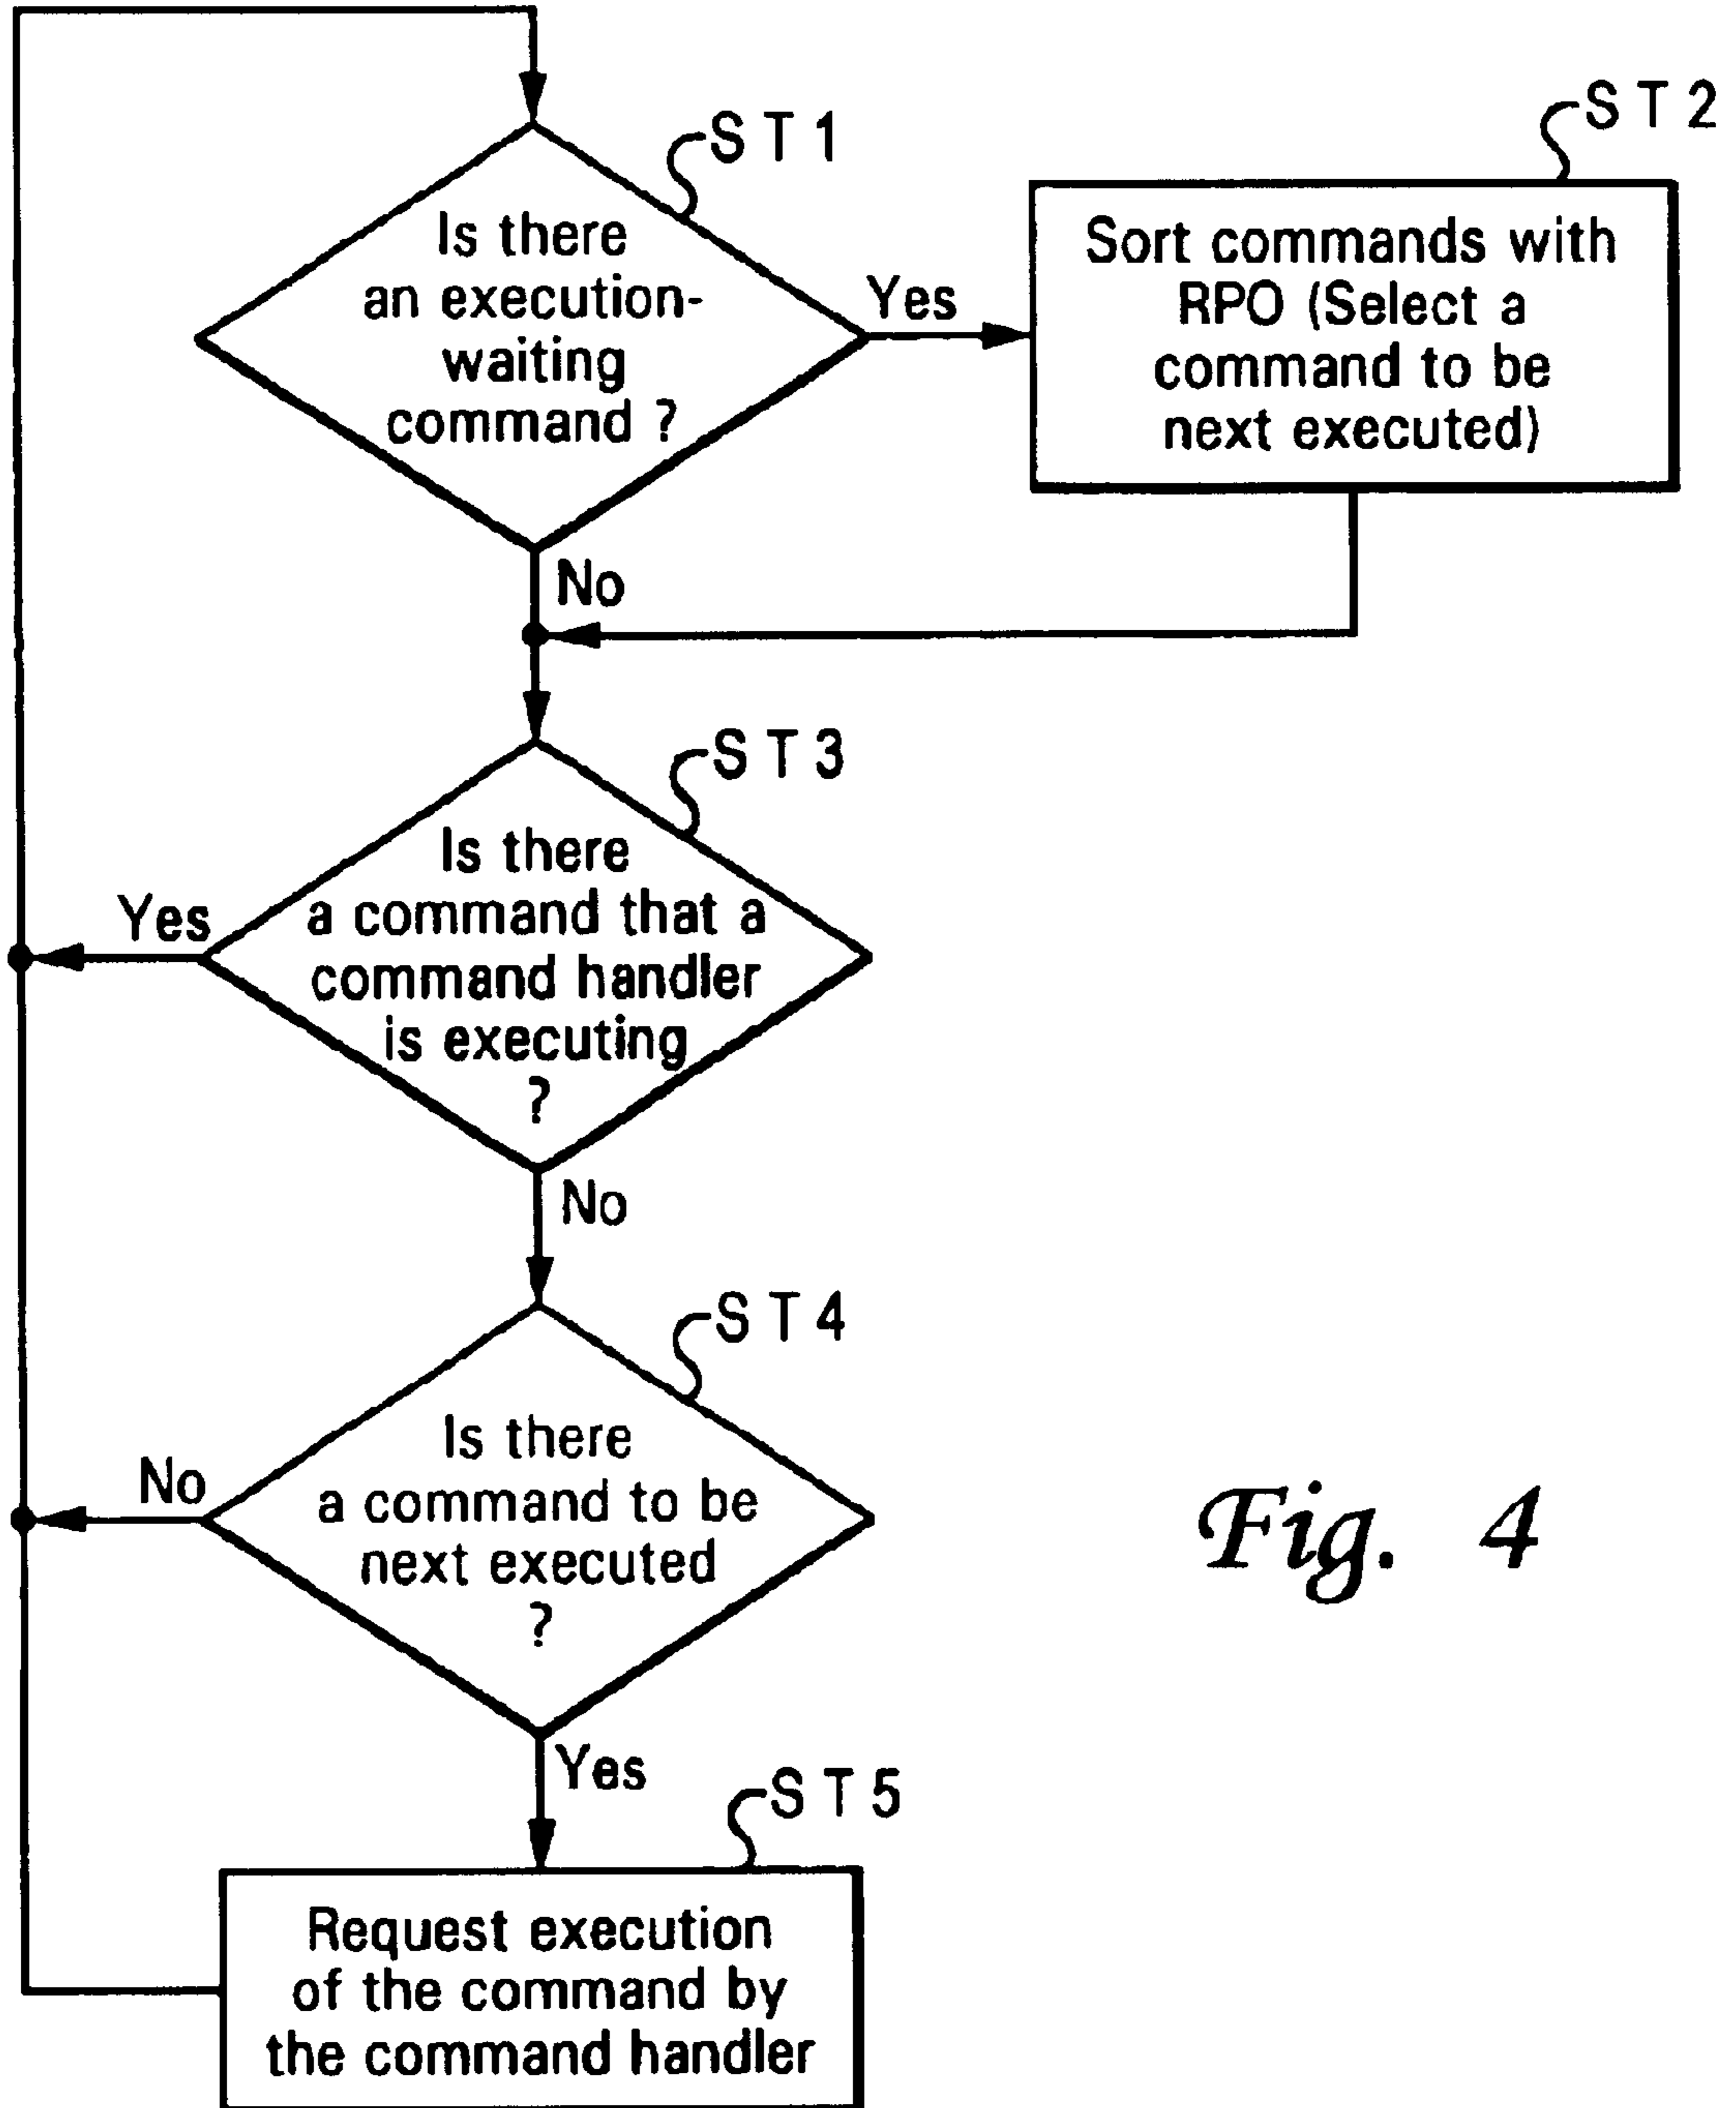 ST1
Is there
an execution-
waiting
command ?
Yes
No
ST2
Sort commands with
RPO (Select a
command to be
next executed)
ST3
Is there
a command that a
command handler
is executing
?
Yes
No
ST4
Is there
a command to be
next executed
?
No
Yes
ST5
Request execution
of the command by
the command handler
Fig. 4